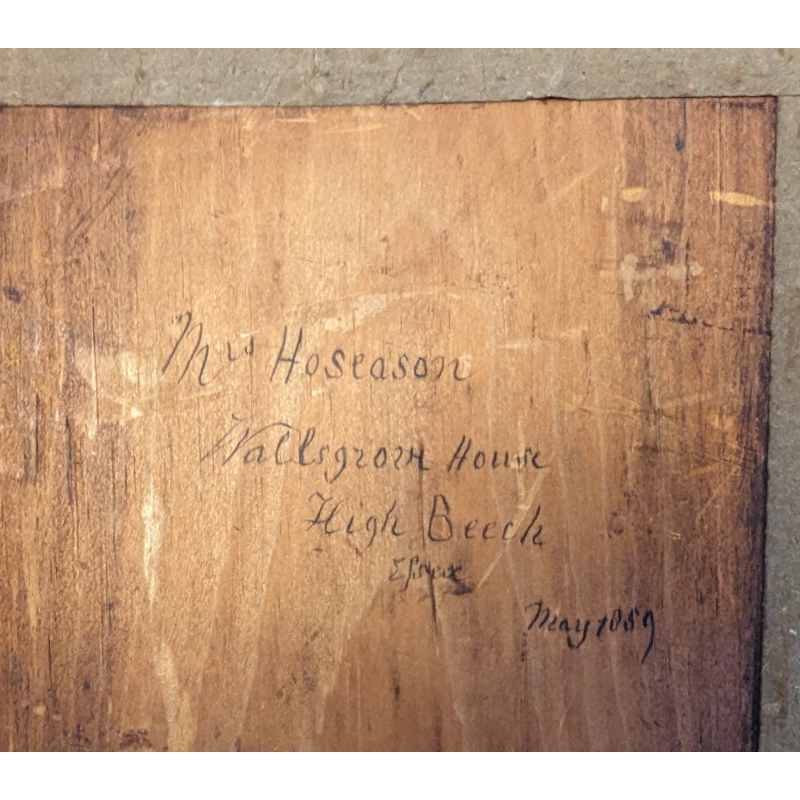 Mrs Hoseason
Wallsgrove House
High Beech
Essex
May 1859